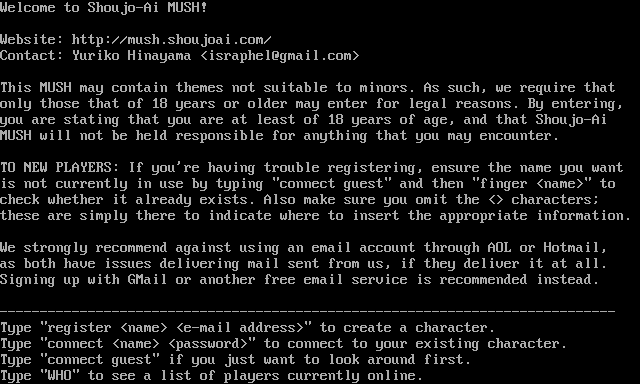 Welcome to Shoujo-Ai MUSH!
Website: http://mush.shoujoai.com/
Contact: Yuriko Hinayama <israphel@gmail.com>
This MUSH may contain themes not suitable to minors. As such, we require that
only those that of 18 years or older may enter for legal reasons. By entering,
you are stating that you are at least of 18 years of age, and that Shoujo-Ai
MUSH will not be held responsible for anything that you may encounter.
TO NEW PLAYERS: If you're having trouble registering, ensure the name you want
is not currently in use by typing "connect guest" and then "finger <name>" to
check whether it already exists. Also make sure you omit the <> characters;
these are simply there to indicate where to insert the appropriate information.
We strongly recommend against using an email account through AOL or Hotmail,
as both have issues delivering mail sent from us, if they deliver it at all.
Signing up with GMail or another free email service is recommended instead.
Type "register <name> <e-mail address>" to create a character.
Type "connect <name> <password>" to connect to your existing character.
Type "connect guest" if you just want to look around first.
Type "WHO" to see a list of players currently online.